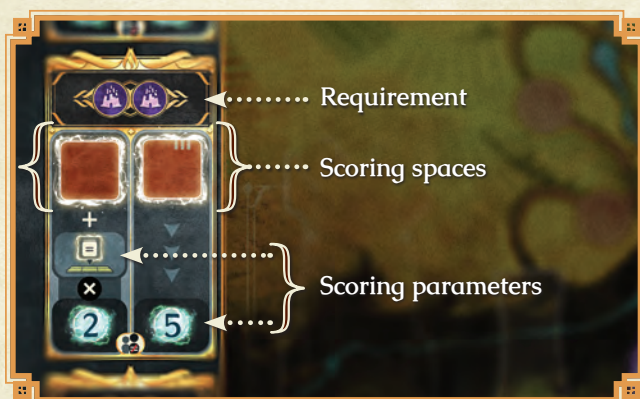 Requirement
Scoring spaces
+
Scoring parameters
×
2 5